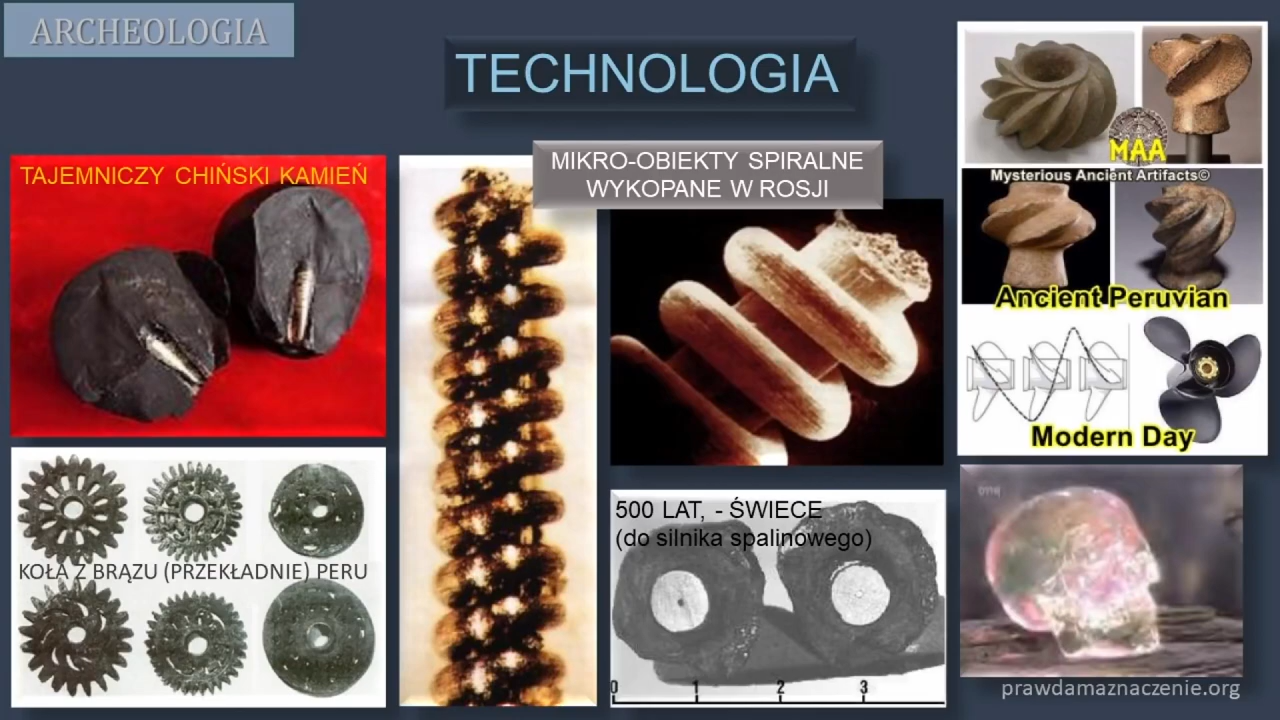 ARCHEOLOGIA
TECHNOLOGIA
TAJEMNICZY CHIŃSKI KAMIEŃ
MIKRO-OBIEKTY SPIRALNE
WYKOPANE W ROSJI
MAA
Mysterious Ancient Artifacts©
Ancient Peruvian
Modern Day
KOŁA Z BRĄZU (PRZEKŁADNIE) PERU
500 LAT, - ŚWIECE
(do silnika spalinowego)
0 1 2 3
prawdamaznaczenie.org